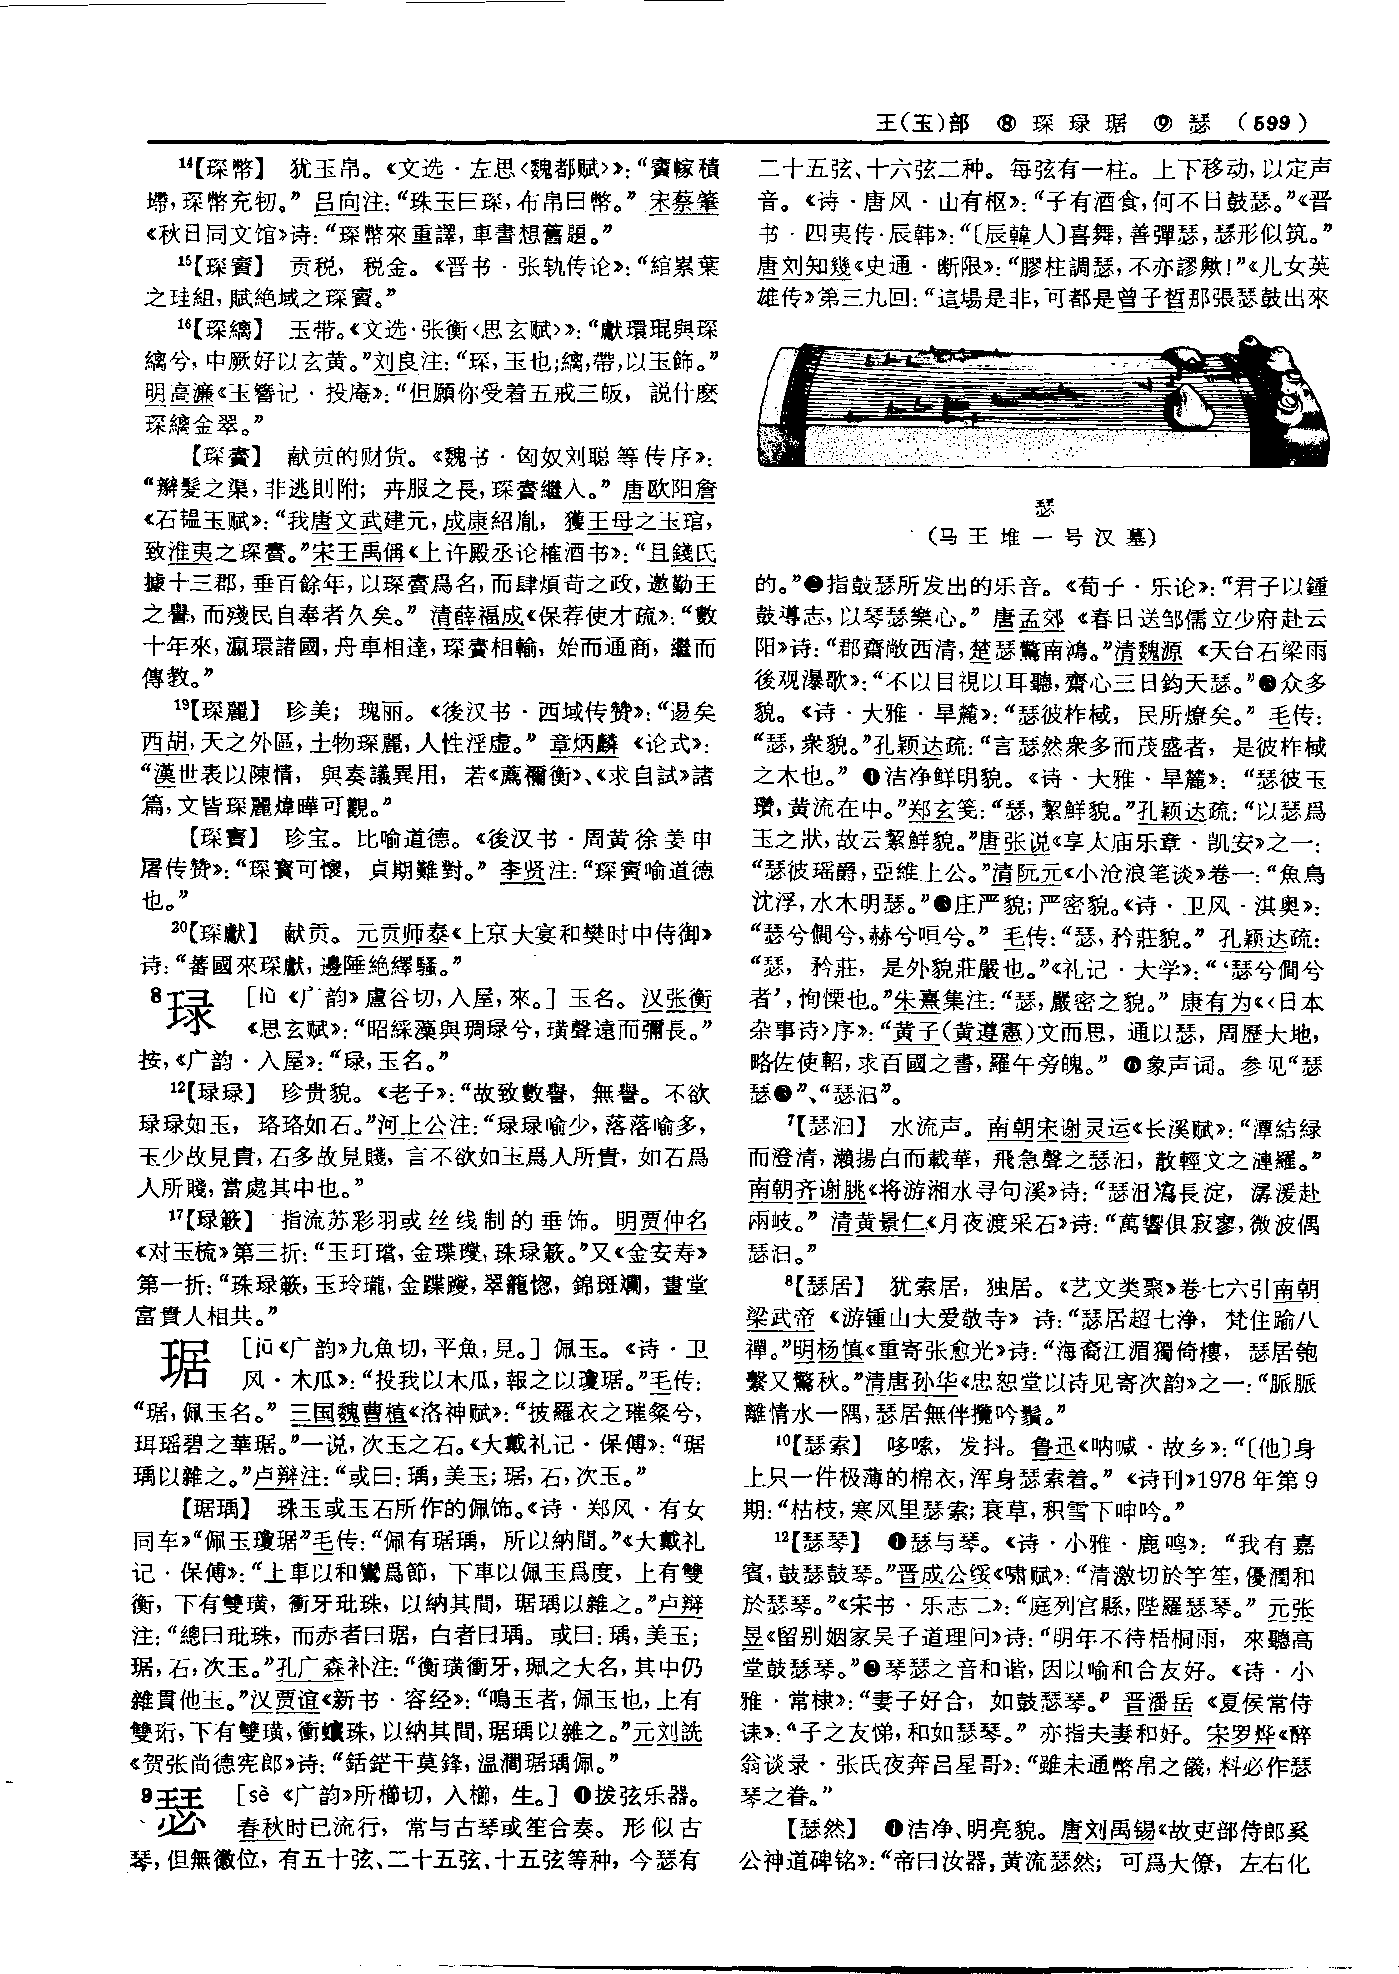 王(玉)部 ⑧ 琛 琭 琚 ⑨ 瑟 (599)
14【琛幣】 犹玉帛。《文选·左思〈魏都赋〉》:“賨幏積
墆,琛幣充牣。” 吕向注:“珠玉曰琛,布帛曰幣。” 宋蔡肇
《秋日同文馆》诗:“琛幣來重譯,車書想舊題。”
15【琛賨】 贡税,税金。《晋书·张轨传论》:“綰累葉
之珪組,賦絶域之琛賨。”
16【琛縭】 玉带。《文选·张衡〈思玄赋〉》:“獻環琨與琛
縭兮,申厥好以玄黄。”刘良注:“琛,玉也;縭,帶,以玉飾。”
明高濂《玉簪记·投庵》:“但願你受着五戒三皈,説什麽
琛縭金翠。”
【琛賮】 献贡的财货。《魏书·匈奴刘聪等传序》:
“辮髮之渠,非逃則附;卉服之長,琛賮繼入。” 唐欧阳詹
《石韫玉赋》:“我唐文武建元,成康紹胤,獲王母之玉琯,
致淮夷之琛賮。”宋王禹偁《上许殿丞论榷酒书》:“且錢氏
據十三郡,垂百餘年,以琛賮爲名,而肆煩苛之政,邀勤王
之譽,而殘民自奉者久矣。” 清薛福成《保荐使才疏》:“數
十年來,瀛環諸國,舟車相達,琛賮相輸,始而通商,繼而
傳教。”
19【琛麗】 珍美;瑰丽。《後汉书·西域传赞》:“逷矣
西胡,天之外區,土物琛麗,人性淫虚。” 章炳麟《论式》:
“漢世表以陳情,與奏議異用,若《薦禰衡》、《求自試》諸
篇,文皆琛麗煒曄可觀。”
【琛寶】 珍宝。比喻道德。《後汉书·周黄徐姜申
屠传赞》:“琛寶可懷,貞期難對。” 李贤注:“琛寶喻道德
也。”
20【琛獻】 献贡。元贡师泰《上京大宴和樊时中侍御》
诗:“蕃國來琛獻,邊陲絶繹騷。”
8琭 [lù 《广韵》盧谷切,入屋,來。] 玉名。汉张衡
《思玄赋》:“昭綵藻與琱琭兮,璜聲遠而彌長。”
按,《广韵·入屋》:“琭,玉名。”
12【琭琭】 珍贵貌。《老子》:“故致數譽,無譽。不欲
琭琭如玉,珞珞如石。”河上公注:“琭琭喻少,落落喻多,
玉少故見貴,石多故見賤,言不欲如玉爲人所貴,如石爲
人所賤,當處其中也。”
17【琭簌】 指流苏彩羽或丝线制的垂饰。明贾仲名
《对玉梳》第三折:“玉玎璫,金㻡璎,珠琭簌。”又《金安寿》
第一折:“珠琭簌,玉玲瓏,金蹀躞,翠籠惚,錦斑斕,畫堂
富貴人相共。”
琚 [jū《广韵》九魚切,平魚,見。] 佩玉。《诗·卫
风·木瓜》:“投我以木瓜,報之以瓊琚。”毛传:
“琚,佩玉名。” 三国魏曹植《洛神赋》:“披羅衣之璀粲兮,
珥瑶碧之華琚。”一说,次玉之石。《大戴礼记·保傅》:“琚
瑀以雜之。”卢辩注:“或曰:瑀,美玉;琚,石,次玉。”
【琚瑀】 珠玉或玉石所作的佩饰。《诗·郑风·有女
同车》“佩玉瓊琚”毛传:“佩有琚瑀,所以納間。”《大戴礼
记·保傅》:“上車以和鸞爲節,下車以佩玉爲度,上有雙
衡,下有雙璜,衝牙玭珠,以納其間,琚瑀以雜之。”卢辩
注:“總曰玭珠,而赤者曰琚,白者曰瑀。或曰:瑀,美玉;
琚,石,次玉。”孔广森补注:“衡璜衝牙,珮之大名,其中仍
雜貫他玉。”汉贾谊《新书·容经》:“鳴玉者,佩玉也,上有
雙珩,下有雙璜,衝蠙珠,以納其間,琚瑀以雜之。”元刘詵
《贺张尚德宪郎》诗:“銛鋩干莫鋒,温潤琚瑀佩。”
9瑟 [sè 《广韵》所櫛切,入櫛,生。] ❶拨弦乐器。
春秋时已流行,常与古琴或笙合奏。形似古
琴,但無徽位,有五十弦、二十五弦、十五弦等种,今瑟有
二十五弦、十六弦二种。每弦有一柱。上下移动,以定声
音。《诗·唐风·山有枢》:“子有酒食,何不日鼓瑟。”《晋
书·四夷传·辰韩》:“〔辰韓人〕喜舞,善彈瑟,瑟形似筑。”
唐刘知幾《史通·断限》:“膠柱調瑟,不亦謬歟!”《儿女英
雄传》第三九回:“這場是非,可都是曾子晳那張瑟鼓出來
瑟
(马王堆一号汉墓)
的。”❷指鼓瑟所发出的乐音。《荀子·乐论》:“君子以鍾
鼓導志,以琴瑟樂心。” 唐孟郊《春日送邹儒立少府赴云
阳》诗:“郡齋敞西清,楚瑟驚南鴻。”清魏源《天台石梁雨
後观瀑歌》:“不以目視以耳聽,齋心三日鈞天瑟。”❸众多
貌。《诗·大雅·旱麓》:“瑟彼柞棫,民所燎矣。” 毛传:
“瑟,衆貌。”孔颖达疏:“言瑟然衆多而茂盛者,是彼柞棫
之木也。” ❹洁净鲜明貌。《诗·大雅·旱麓》:“瑟彼玉
瓚,黄流在中。”郑玄笺:“瑟,絜鮮貌。”孔颖达疏:“以瑟爲
玉之狀,故云絜鮮貌。”唐张说《享太庙乐章·凯安》之一:
“瑟彼瑶爵,亞維上公。”清阮元《小沧浪笔谈》卷一:“魚鳥
沈浮,水木明瑟。”❺庄严貌;严密貌。《诗·卫风·淇奥》:
“瑟兮僩兮,赫兮咺兮。” 毛传:“瑟,矜莊貌。” 孔颖达疏:
“瑟,矜莊,是外貌莊嚴也。”《礼记·大学》:“‘瑟兮僩兮
者’,恂慄也。”朱熹集注:“瑟,嚴密之貌。” 康有为《〈日本
杂事诗〉序》:“黄子(黄遵憲)文而思,通以瑟,周歷大地,
略佐使軺,求百國之書,羅午旁魄。” ❻象声词。参见“瑟
瑟❸”、“瑟汩”。
7【瑟汩】 水流声。南朝宋谢灵运《长溪赋》:“潭結緑
而澄清,瀨揚白而載華,飛急聲之瑟汩,散輕文之漣羅。”
南朝齐谢朓《将游湘水寻句溪》诗:“瑟汩瀉長淀,潺湲赴
兩岐。” 清黄景仁《月夜渡采石》诗:“萬響俱寂寥,微波偶
瑟汩。”
8【瑟居】 犹索居,独居。《艺文类聚》卷七六引南朝
梁武帝《游锺山大爱敬寺》诗:“瑟居超七浄,梵住踰八
禪。”明杨慎《重寄张愈光》诗:“海裔江湄獨倚樓,瑟居匏
繫又驚秋。”清唐孙华《忠恕堂以诗见寄次韵》之一:“脈脈
離情水一隅,瑟居無伴攬吟鬚。”
10【瑟索】 哆嗦,发抖。鲁迅《呐喊·故乡》:“〔他〕身
上只一件极薄的棉衣,浑身瑟索着。” 《诗刊》1978年第9
期:“枯枝,寒风里瑟索;衰草,积雪下呻吟。”
12【瑟琴】 ❶瑟与琴。《诗·小雅·鹿鸣》:“我有嘉
賓,鼓瑟鼓琴。”晋成公绥《啸赋》:“清激切於竽笙,優潤和
於瑟琴。”《宋书·乐志二》:“庭列宫縣,陛羅瑟琴。” 元张
昱《留别姻家吴子道理问》诗:“明年不待梧桐雨,來聽高
堂鼓瑟琴。”❷琴瑟之音和谐,因以喻和合友好。《诗·小
雅·常棣》:“妻子好合,如鼓瑟琴。” 晋潘岳《夏侯常侍
诔》:“子之友悌,和如瑟琴。” 亦指夫妻和好。宋罗烨《醉
翁谈录·张氏夜奔吕星哥》:“雖未通幣帛之儀,料必作瑟
琴之眷。”
【瑟然】 ❶洁净、明亮貌。唐刘禹锡《故吏部侍郎奚
公神道碑铭》:“帝曰汝器,黄流瑟然;可爲大僚,左右化